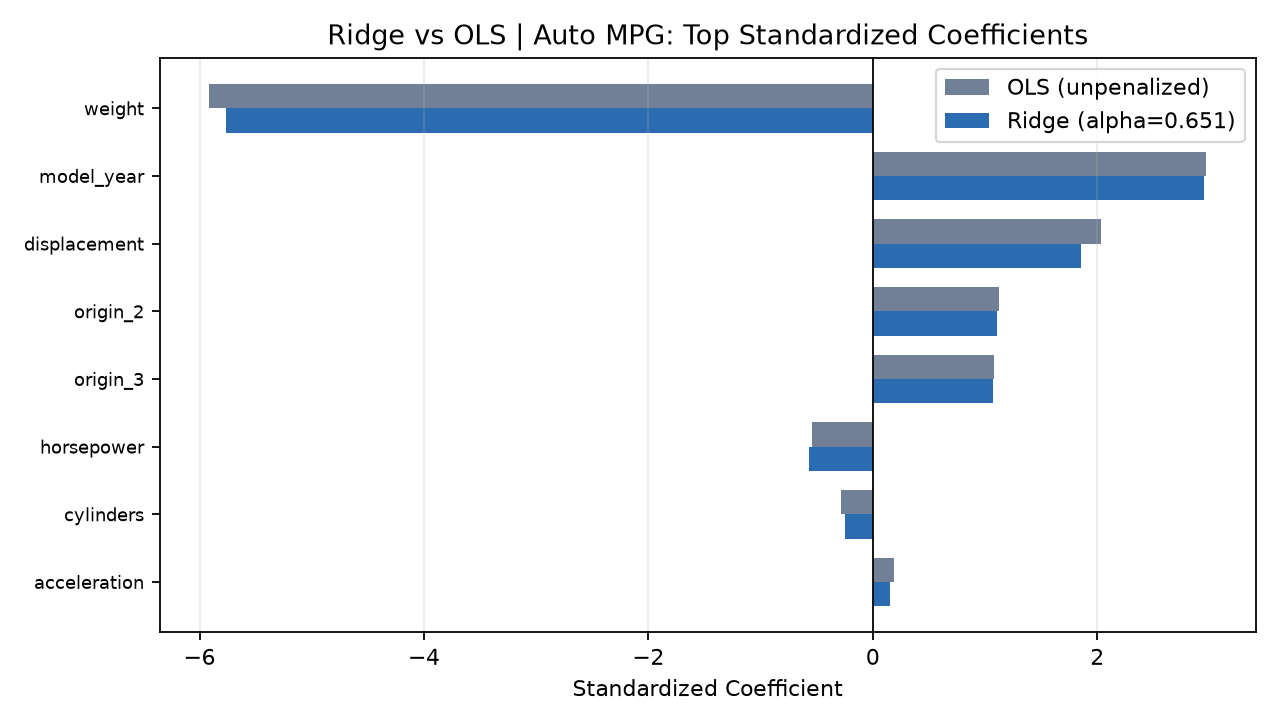 Ridge vs OLS | Auto MPG: Top Standardized Coefficients
OLS (unpenalized)
Ridge (alpha=0.651)
weight
model_year
displacement
origin_2
origin_3
horsepower
cylinders
acceleration
−6 −4 −2 0 2
Standardized Coefficient